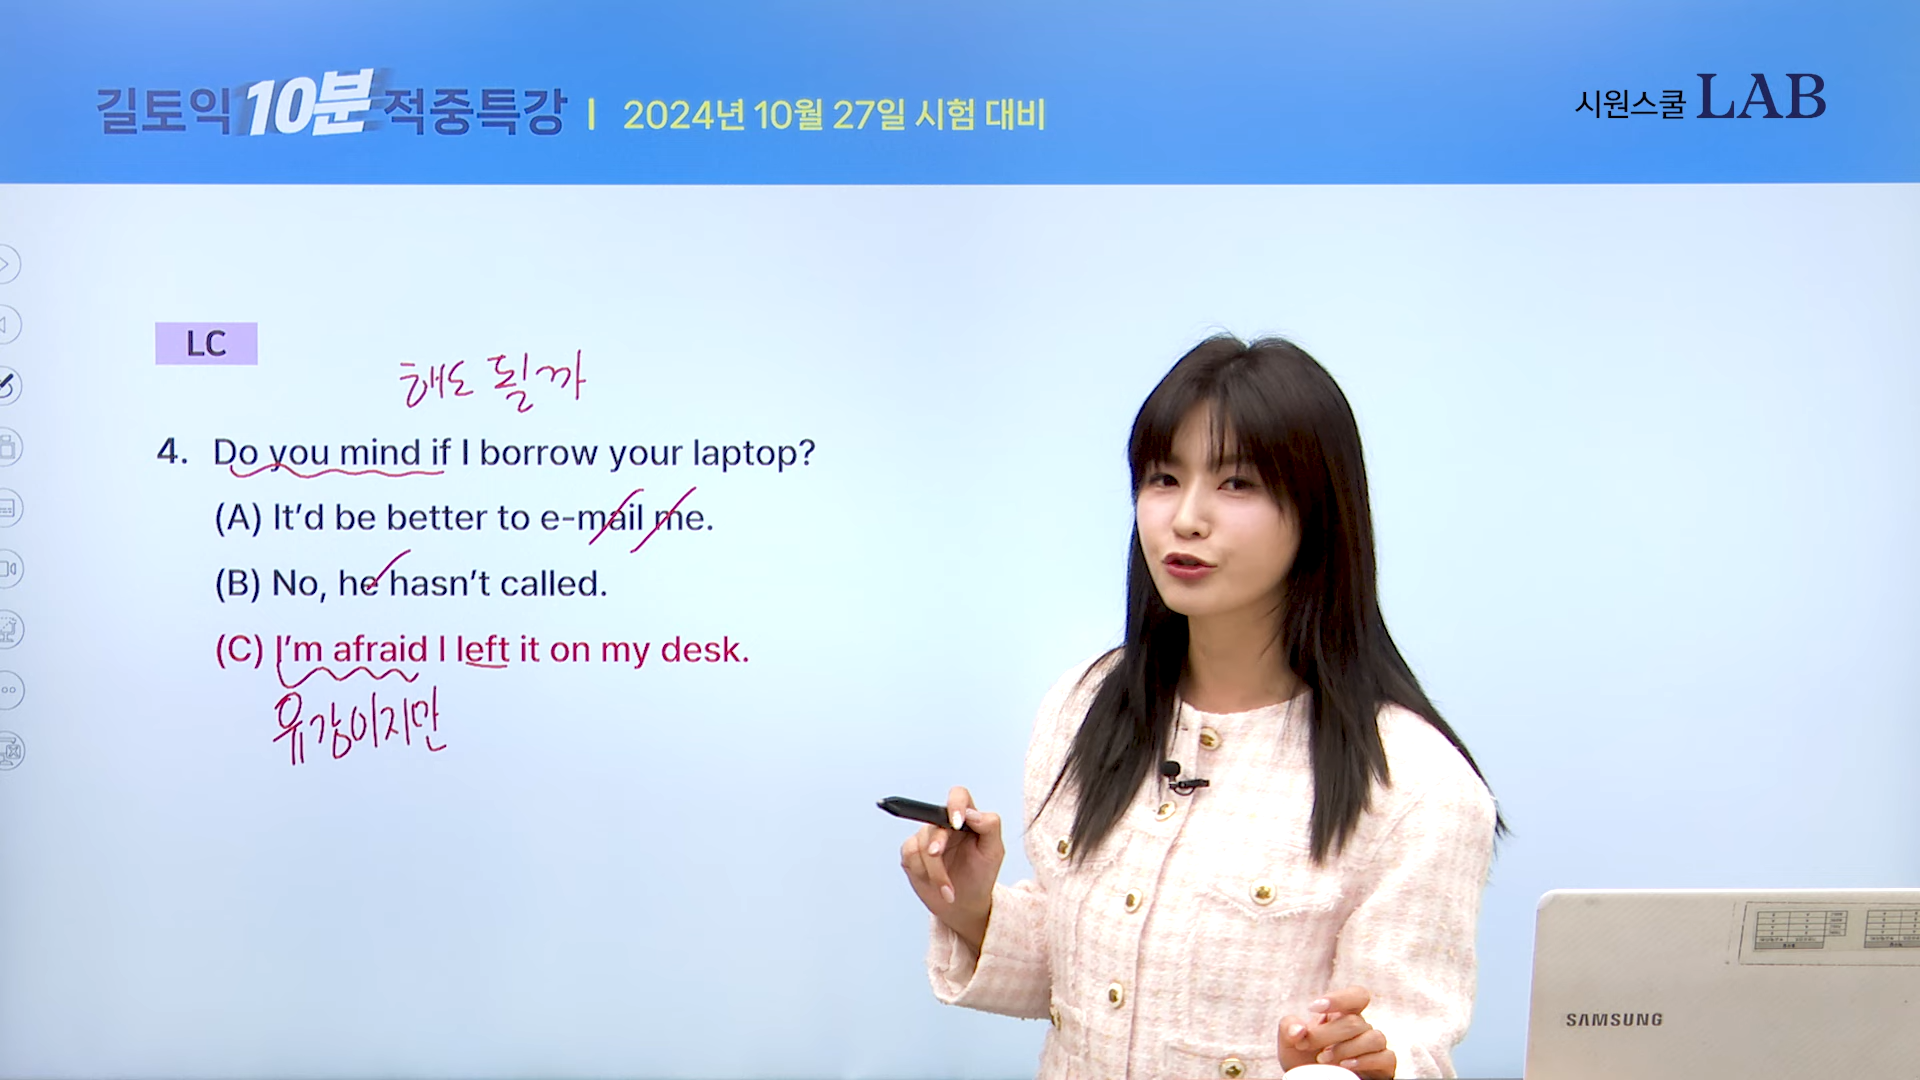 길토익 10분 적중특강 | 2024년 10월 27일 시험 대비
시원스쿨 LAB
LC
해도 될까
4. Do you mind if I borrow your laptop?
(A) It’d be better to e-mail me.
(B) No, he hasn’t called.
(C) I’m afraid I left it on my desk.
유감이지만
SAMSUNG